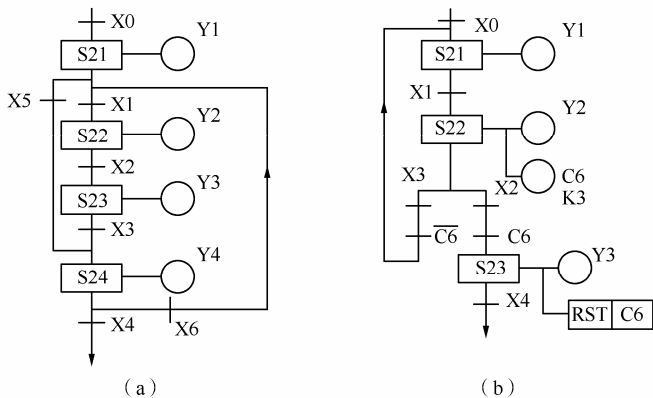 X0
S21
Y1
X5
X1
S22
Y2
X2
S23
Y3
X3
S24
Y4
X4
X6
(a)
X0
S21
Y1
X1
S22
Y2
C6
K3
X3
X2
C6
C6
S23
Y3
X4
RST C6
(b)